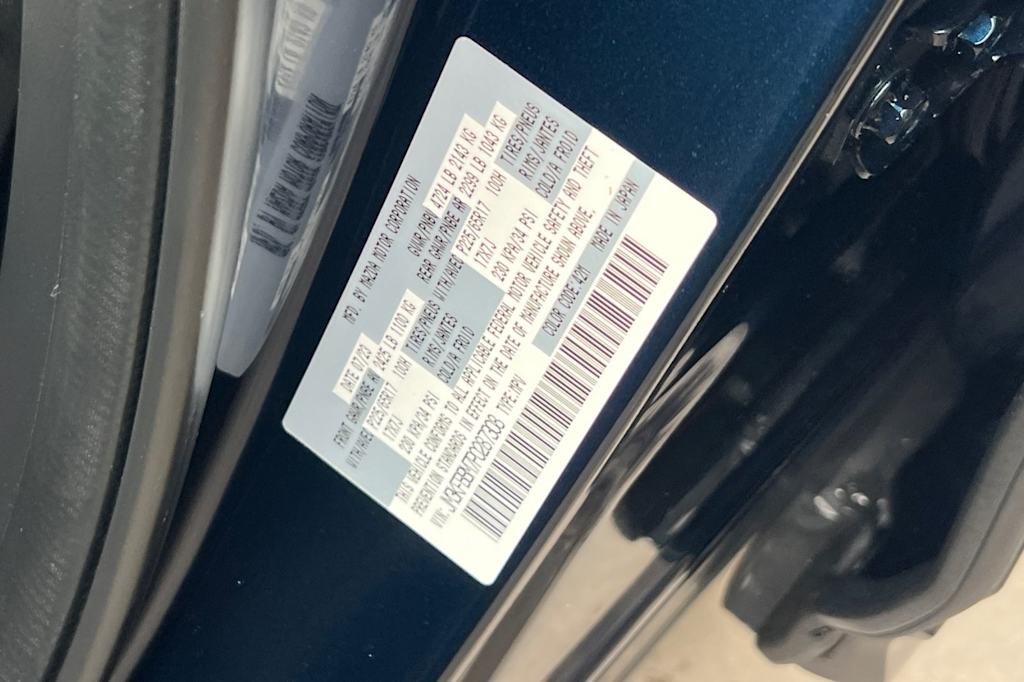 MFD. BY MAZDA MOTOR CORPORATION
DATE 07/23 GVWR/PNBV 4724 LB 2143 KG
FRONT GAWR/PNBE AV 2425 LB 1100 KG REAR GAWR/PNBE AR 2299 LB 1043 KG
WITH/AVEC P225/65R17 100H TIRES/PNEUS WITH/AVEC P225/65R17 100H TIRES/PNEUS
17X7J RIMS/JANTES 17X7J RIMS/JANTES
230 KPA/34 PSI COLD/A FROID 230 KPA/34 PSI COLD/A FROID
THIS VEHICLE CONFORMS TO ALL APPLICABLE FEDERAL MOTOR VEHICLE SAFETY AND THEFT
PREVENTION STANDARDS IN EFFECT ON THE DATE OF MANUFACTURE SHOWN ABOVE.
VIN: TYPE:MPV COLOR CODE:42M MADE IN JAPAN